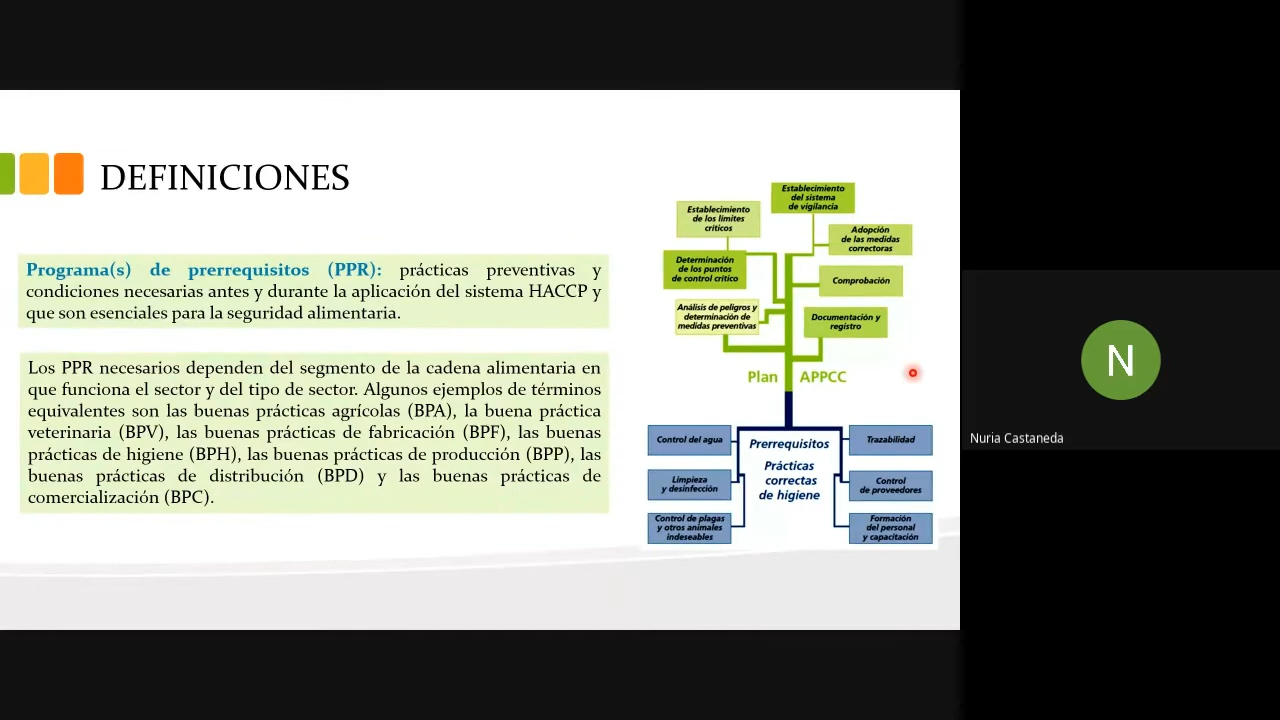 DEFINICIONES
Programa(s) de prerrequisitos (PPR): prácticas preventivas y
condiciones necesarias antes y durante la aplicación del sistema HACCP y
que son esenciales para la seguridad alimentaria.
Los PPR necesarios dependen del segmento de la cadena alimentaria en
que funciona el sector y del tipo de sector. Algunos ejemplos de términos
equivalentes son las buenas prácticas agrícolas (BPA), la buena práctica
veterinaria (BPV), las buenas prácticas de fabricación (BPF), las buenas
prácticas de higiene (BPH), las buenas prácticas de producción (BPP), las
buenas prácticas de distribución (BPD) y las buenas prácticas de
comercialización (BPC).
Establecimiento
del sistema
de vigilancia
Establecimiento
de los limites
criticos
Adopción
de las medidas
correctoras
Determinación
de los puntos
de control critico
Comprobación
Análisis de peligros y
determinación de
medidas preventivas
Documentación y
registro
Plan APPCC
Control del agua
Limpieza
y desinfección
Control de plagas
y otros animales
indeseables
Prerrequisitos
Prácticas
correctas
de higiene
Trazabilidad
Control
de proveedores
Formación
del personal
y capacitación
N
Nuria Castaneda